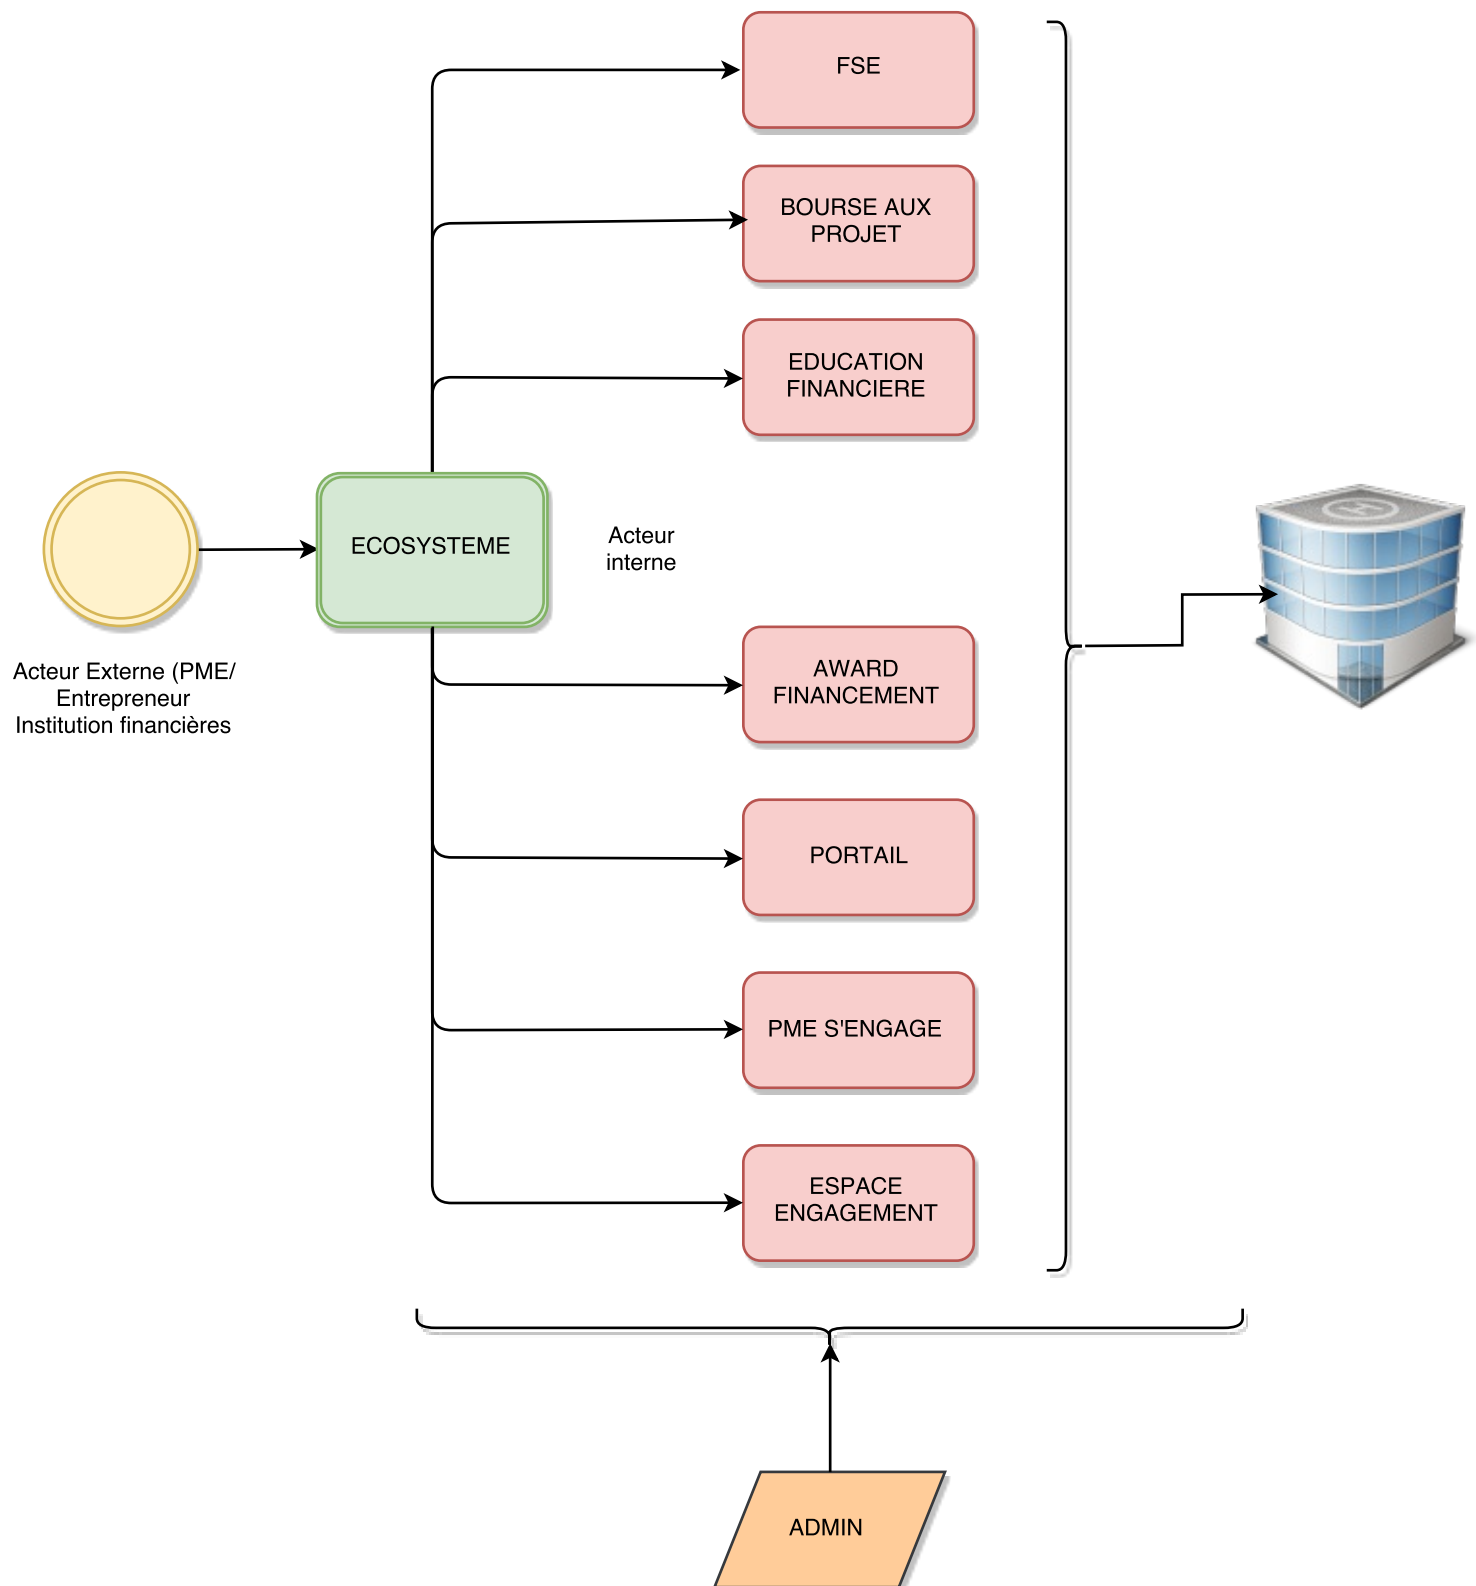 FSE
BOURSE AUX
PROJET
EDUCATION
FINANCIERE
ECOSYSTEME
Acteur
interne
Acteur Externe (PME/
Entrepreneur
Institution financières
AWARD
FINANCEMENT
PORTAIL
PME S'ENGAGE
ESPACE
ENGAGEMENT
ADMIN
H